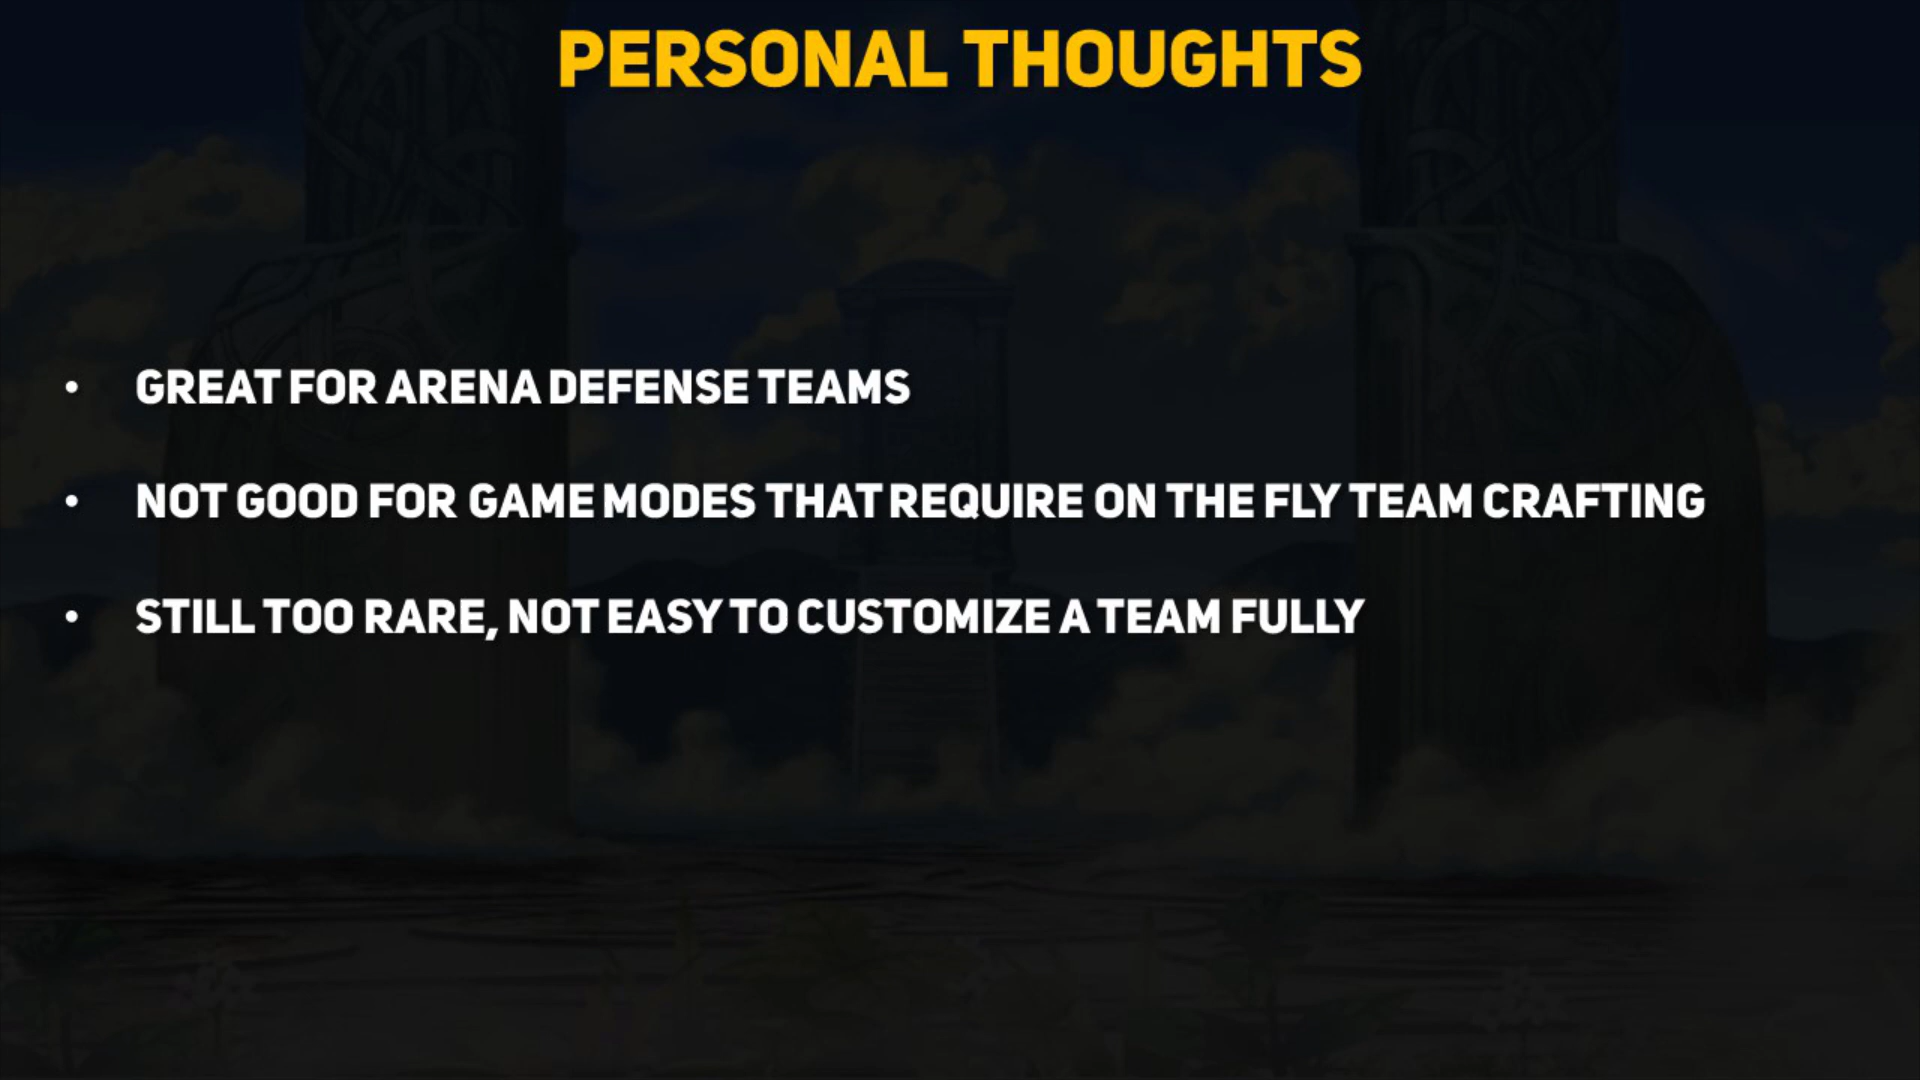 PERSONAL THOUGHTS
• GREAT FOR ARENA DEFENSE TEAMS
• NOT GOOD FOR GAME MODES THAT REQUIRE ON THE FLY TEAM CRAFTING
• STILL TOO RARE, NOT EASY TO CUSTOMIZE A TEAM FULLY